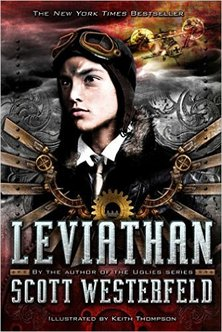 THE NEW YORK TIMES BESTSELLER
LEVIATHAN
BY THE AUTHOR OF THE UGLIES SERIES
SCOTT WESTERFELD
ILLUSTRATED BY KEITH THOMPSON